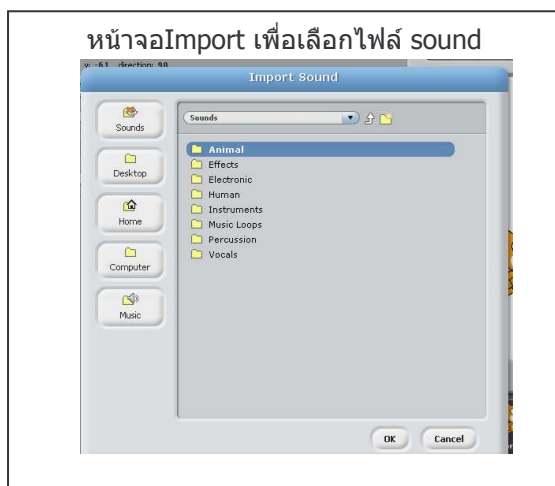 หน้าจอImport เพื่อเลือกไฟล์ sound
direction: 90
Import Sound
Sounds
Desktop
Home
Computer
Music
Sounds
Animal
Effects
Electronic
Human
Instruments
Music Loops
Percussion
Vocals
OK
Cancel